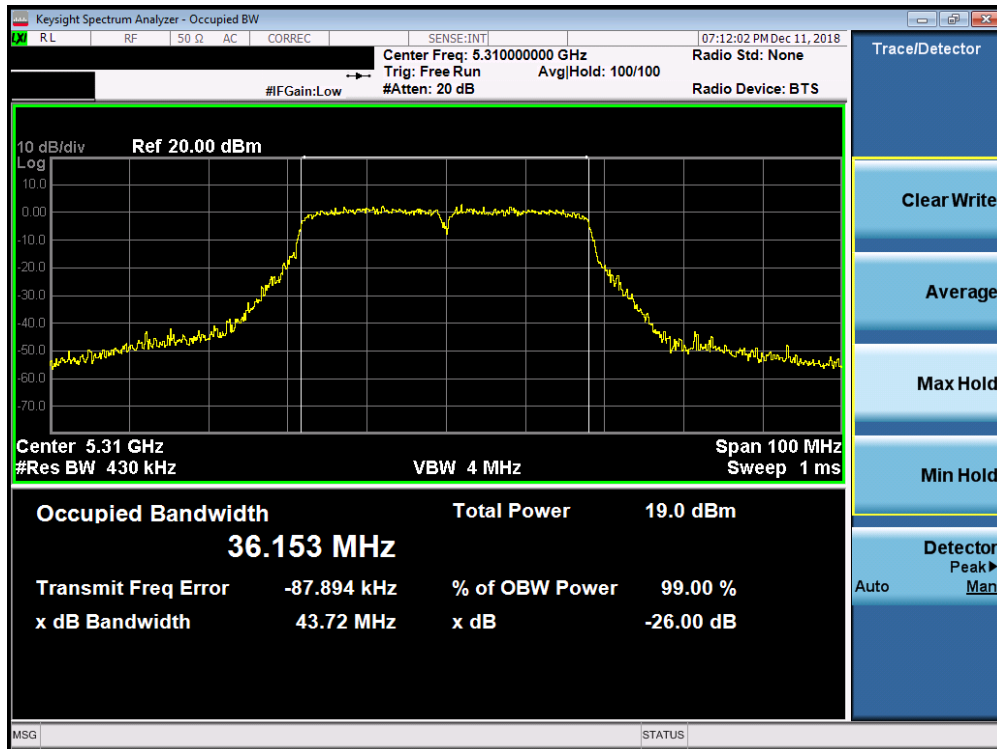 Keysight Spectrum Analyzer - Occupied BW
LXI RL RF 50 Ω AC CORREC SENSE:INT 07:12:02 PM Dec 11, 2018
Center Freq: 5.310000000 GHz Radio Std: None
Trig: Free Run Avg|Hold: 100/100
#IFGain:Low #Atten: 20 dB Radio Device: BTS
10 dB/div Ref 20.00 dBm
Log
10.0
0.00
-10.0
-20.0
-30.0
-40.0
-50.0
-60.0
-70.0
Center 5.31 GHz Span 100 MHz
#Res BW 430 kHz VBW 4 MHz Sweep 1 ms
Occupied Bandwidth Total Power 19.0 dBm
36.153 MHz
Transmit Freq Error -87.894 kHz % of OBW Power 99.00 %
x dB Bandwidth 43.72 MHz x dB -26.00 dB
MSG STATUS
Trace/Detector
Clear Write
Average
Max Hold
Min Hold
Detector
Peak▶
Auto Man